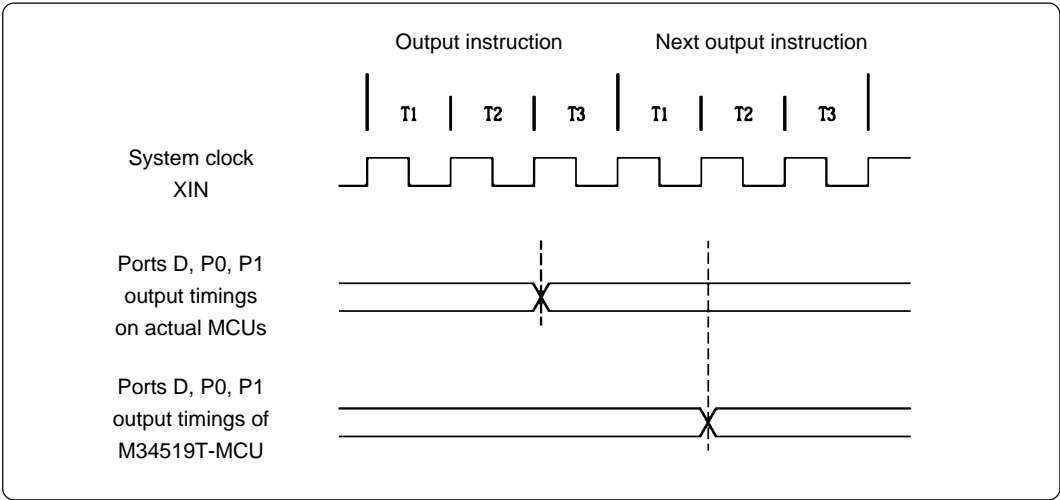 Output instruction Next output instruction
T1 T2 T3 T1 T2 T3
System clock
XIN
Ports D, P0, P1
output timings
on actual MCUs
Ports D, P0, P1
output timings of
M34519T-MCU